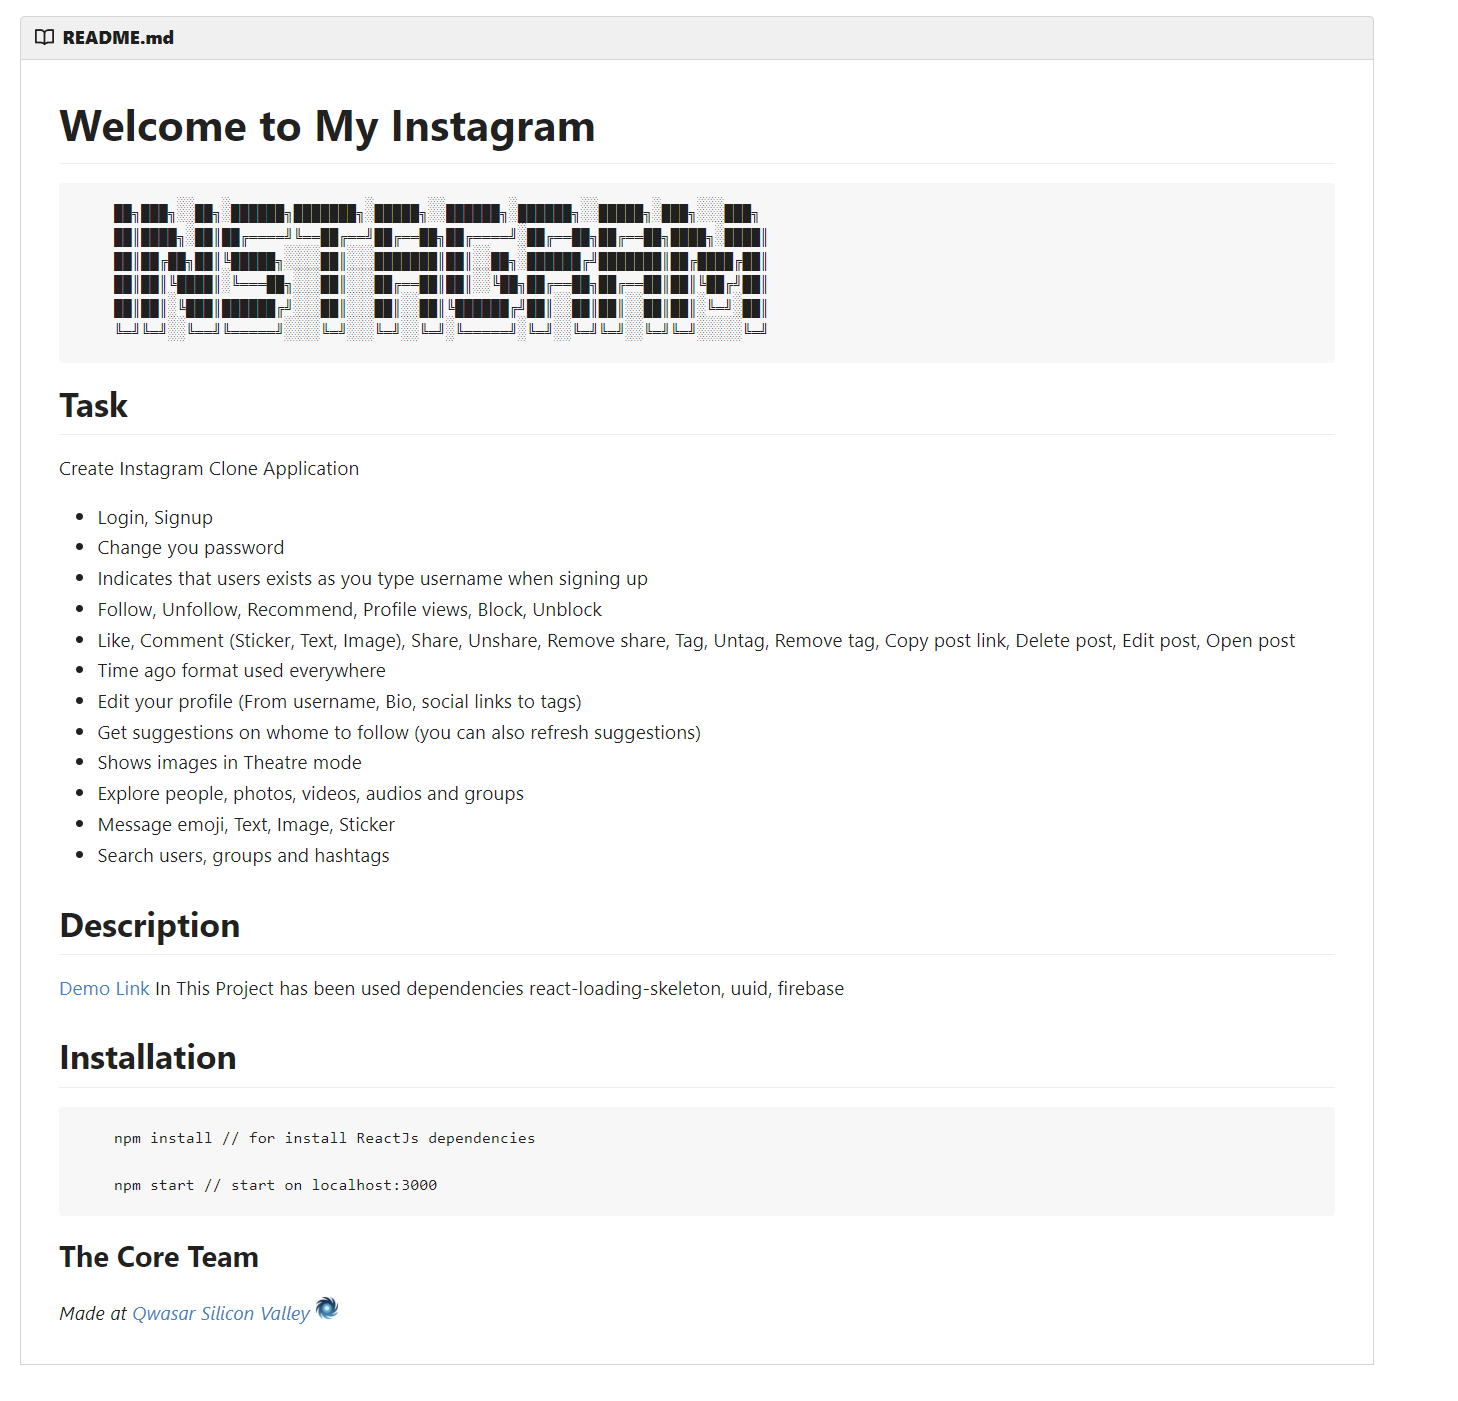 README.md
Welcome to My Instagram
INSTAGRAM
Task
Create Instagram Clone Application
Login, Signup
Change you password
Indicates that users exists as you type username when signing up
Follow, Unfollow, Recommend, Profile views, Block, Unblock
Like, Comment (Sticker, Text, Image), Share, Unshare, Remove share, Tag, Untag, Remove tag, Copy post link, Delete post, Edit post, Open post
Time ago format used everywhere
Edit your profile (From username, Bio, social links to tags)
Get suggestions on whome to follow (you can also refresh suggestions)
Shows images in Theatre mode
Explore people, photos, videos, audios and groups
Message emoji, Text, Image, Sticker
Search users, groups and hashtags
Description
Demo Link In This Project has been used dependencies react-loading-skeleton, uuid, firebase
Installation
npm install // for install ReactJs dependencies
npm start // start on localhost:3000
The Core Team
Made at Qwasar Silicon Valley